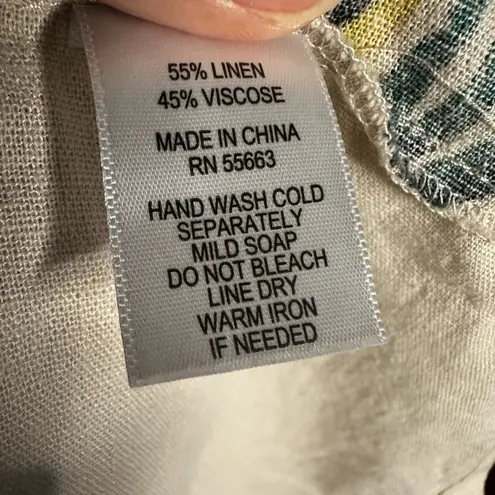 55% LINEN
45% VISCOSE
MADE IN CHINA
RN 55663
HAND WASH COLD
SEPARATELY
MILD SOAP
DO NOT BLEACH
LINE DRY
WARM IRON
IF NEEDED